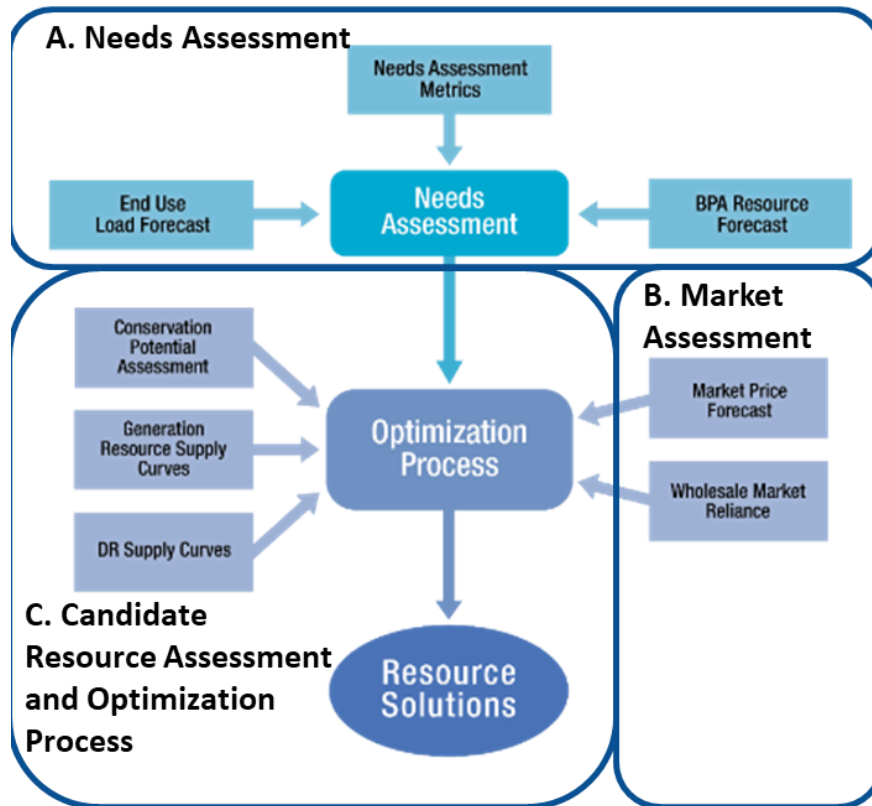 A. Needs Assessment
Needs Assessment
Metrics
End Use
Load Forecast
Needs
Assessment
BPA Resource
Forecast
B. Market
Assessment
Conservation
Potential
Assessment
Generation
Resource Supply
Curves
DR Supply Curves
Optimization
Process
Market Price
Forecast
Wholesale Market
Reliance
C. Candidate
Resource Assessment
and Optimization
Process
Resource
Solutions